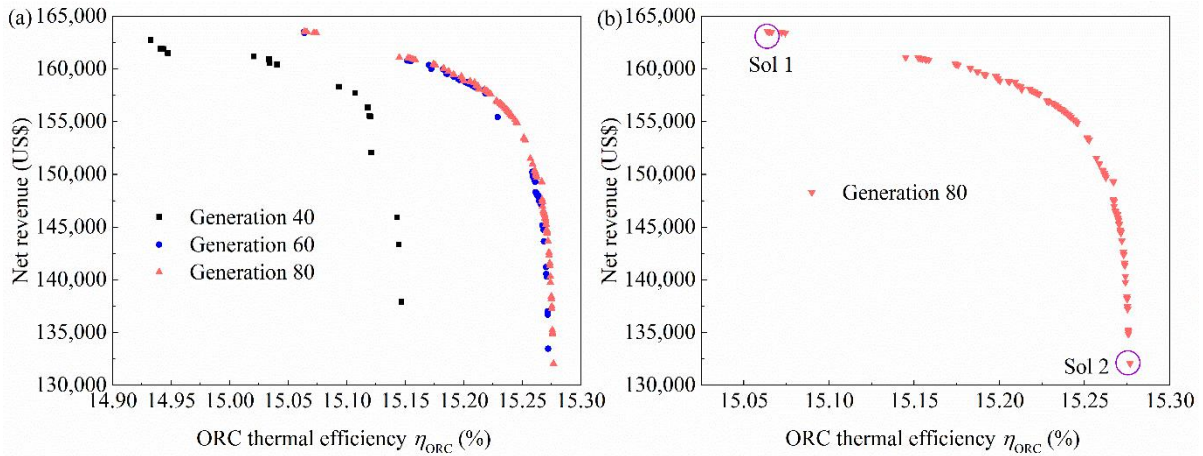 (a)
165,000
160,000
155,000
150,000
145,000
140,000
135,000
130,000
Net revenue (US$)
Generation 40
Generation 60
Generation 80
14.90 14.95 15.00 15.05 15.10 15.15 15.20 15.25 15.30
ORC thermal efficiency ηORC (%)
(b)
165,000
160,000
155,000
150,000
145,000
140,000
135,000
130,000
Net revenue (US$)
Sol 1
Generation 80
Sol 2
15.05 15.10 15.15 15.20 15.25 15.30
ORC thermal efficiency ηORC (%)